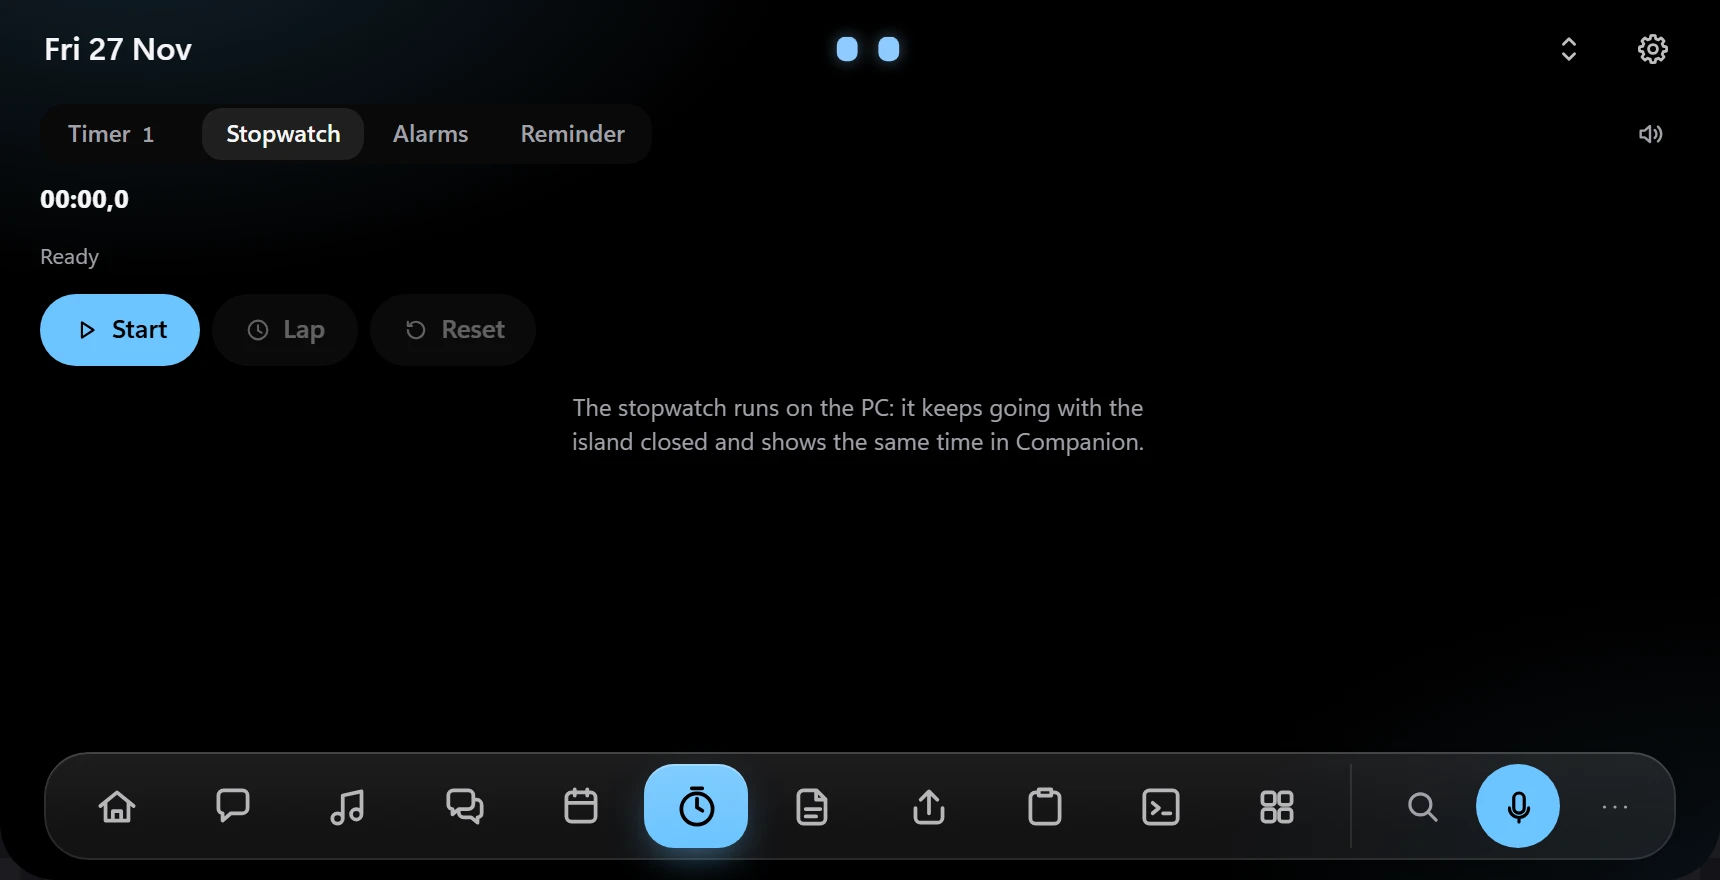 Fri 27 Nov
Timer 1 Stopwatch Alarms Reminder
00:00,0
Ready
Start Lap Reset
The stopwatch runs on the PC: it keeps going with the
island closed and shows the same time in Companion.